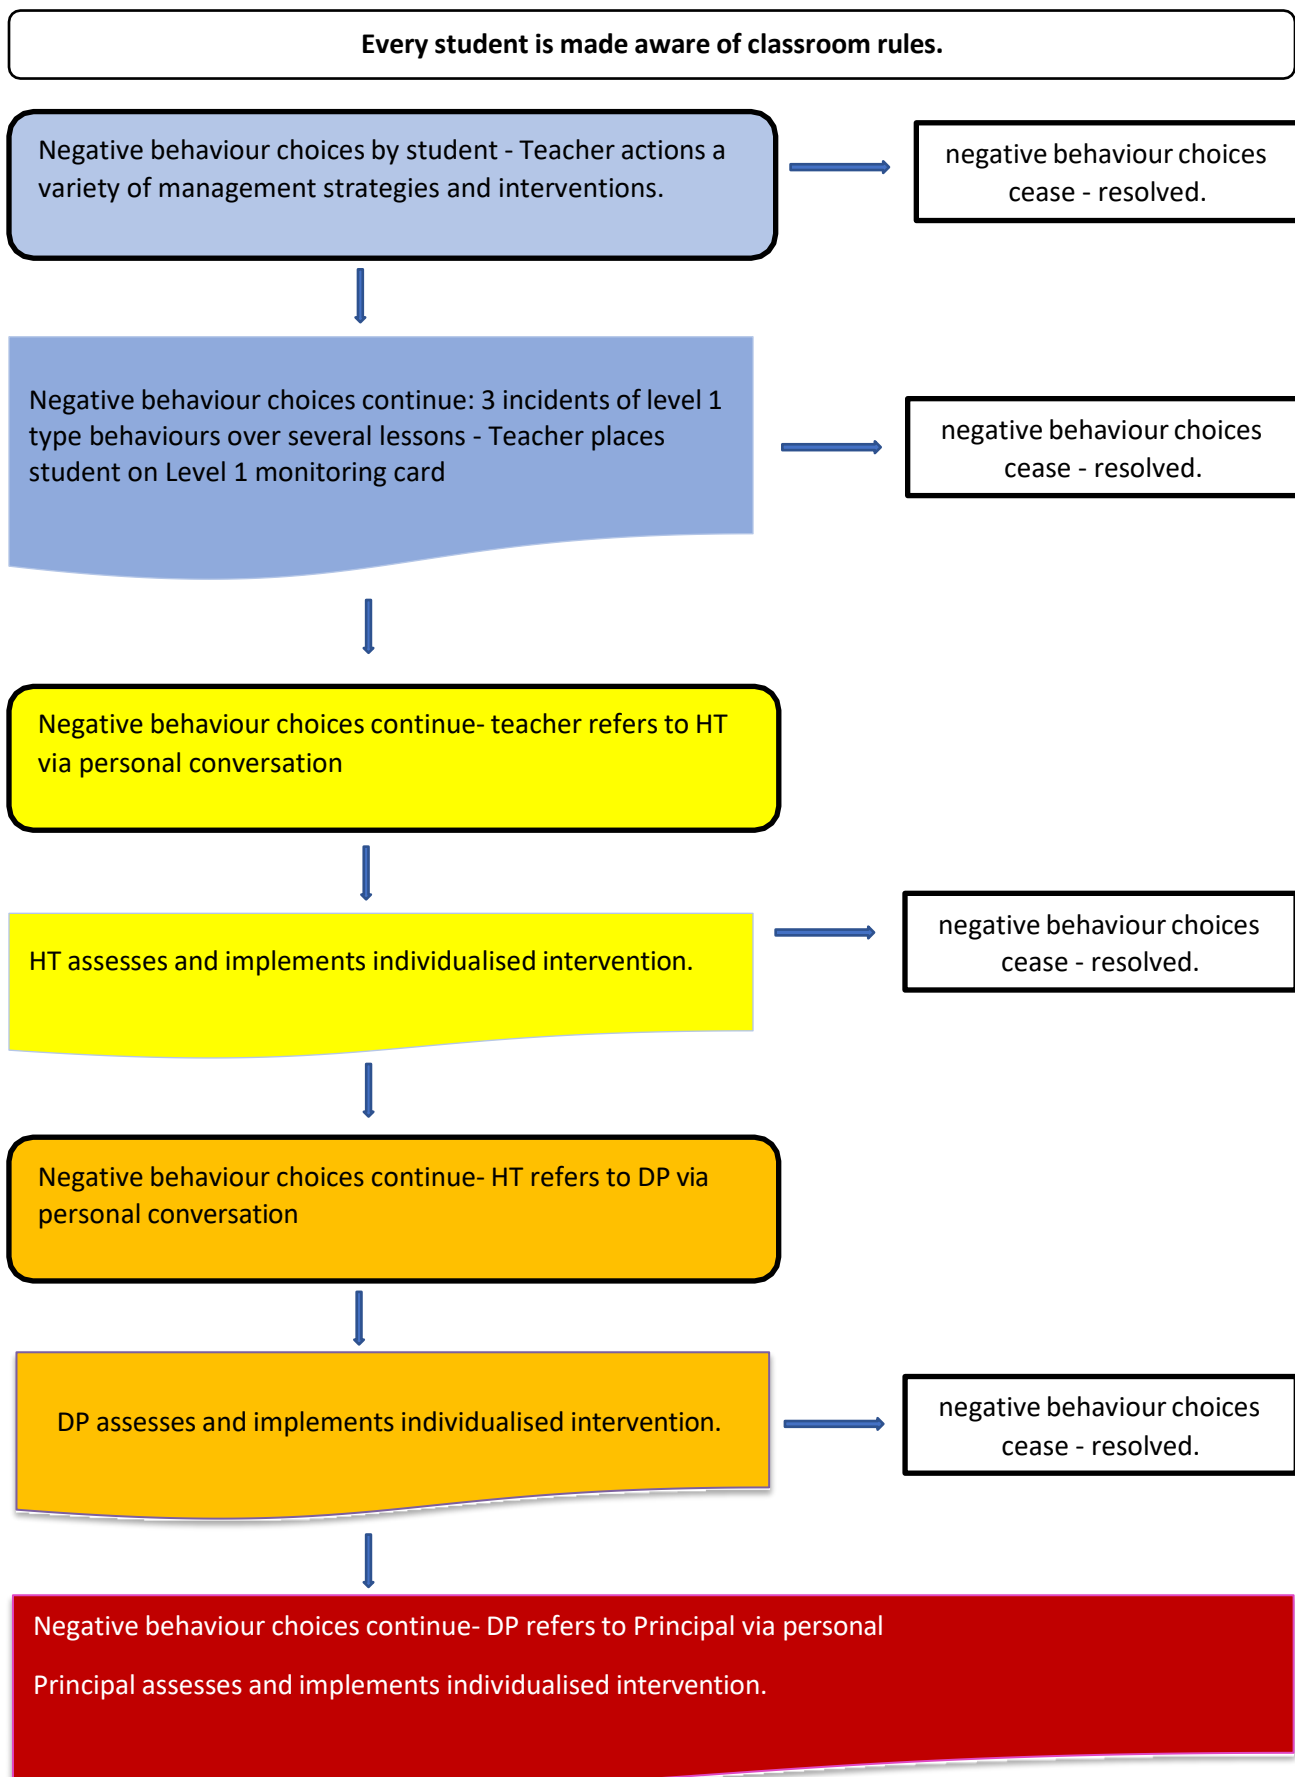 Every student is made aware of classroom rules.
Negative behaviour choices by student - Teacher actions a
variety of management strategies and interventions.
negative behaviour choices
cease - resolved.
Negative behaviour choices continue: 3 incidents of level 1
type behaviours over several lessons - Teacher places
student on Level 1 monitoring card
negative behaviour choices
cease - resolved.
Negative behaviour choices continue- teacher refers to HT
via personal conversation
HT assesses and implements individualised intervention.
negative behaviour choices
cease - resolved.
Negative behaviour choices continue- HT refers to DP via
personal conversation
DP assesses and implements individualised intervention.
negative behaviour choices
cease - resolved.
Negative behaviour choices continue- DP refers to Principal via personal
Principal assesses and implements individualised intervention.